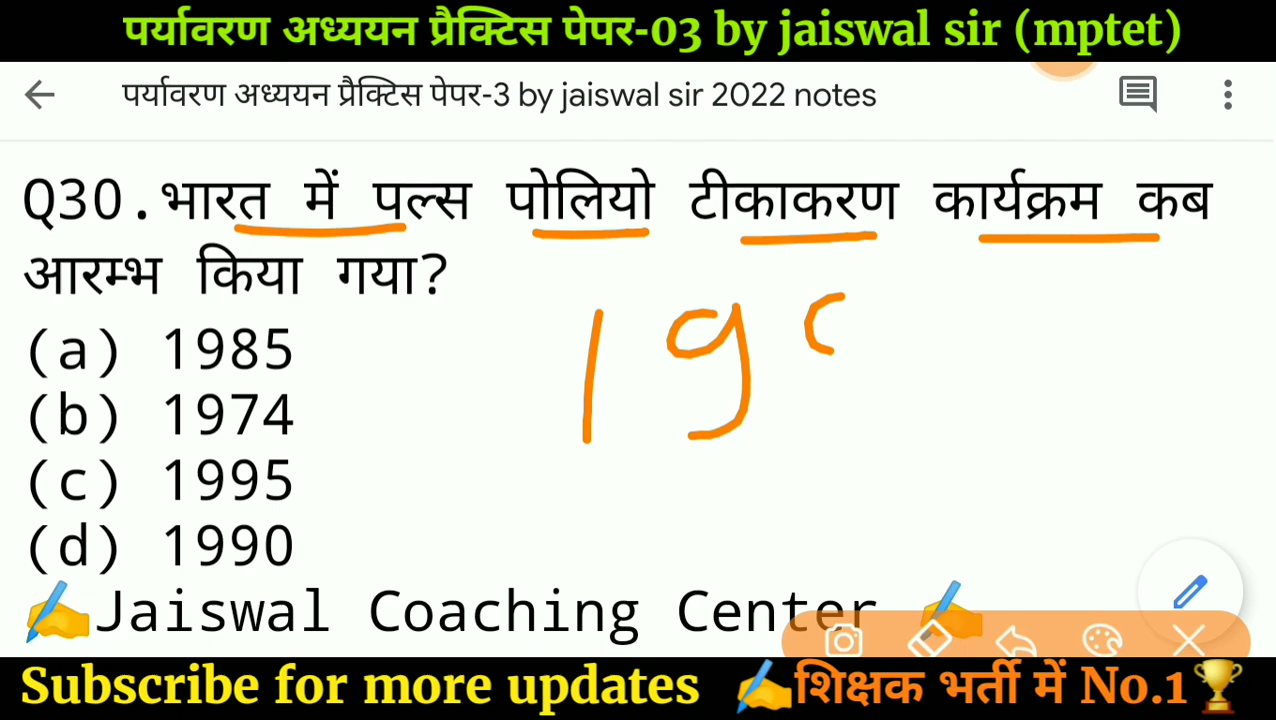 पर्यावरण अध्ययन प्रैक्टिस पेपर-03 by jaiswal sir (mptet)
पर्यावरण अध्ययन प्रैक्टिस पेपर-3 by jaiswal sir 2022 notes
Q30.भारत में पल्स पोलियो टीकाकरण कार्यक्रम कब
आरम्भ किया गया?
19
(a) 1985
(b) 1974
(c) 1995
(d) 1990
✍Jaiswal Coaching Center ✍
Subscribe for more updates ✍शिक्षक भर्ती में No.1🏆